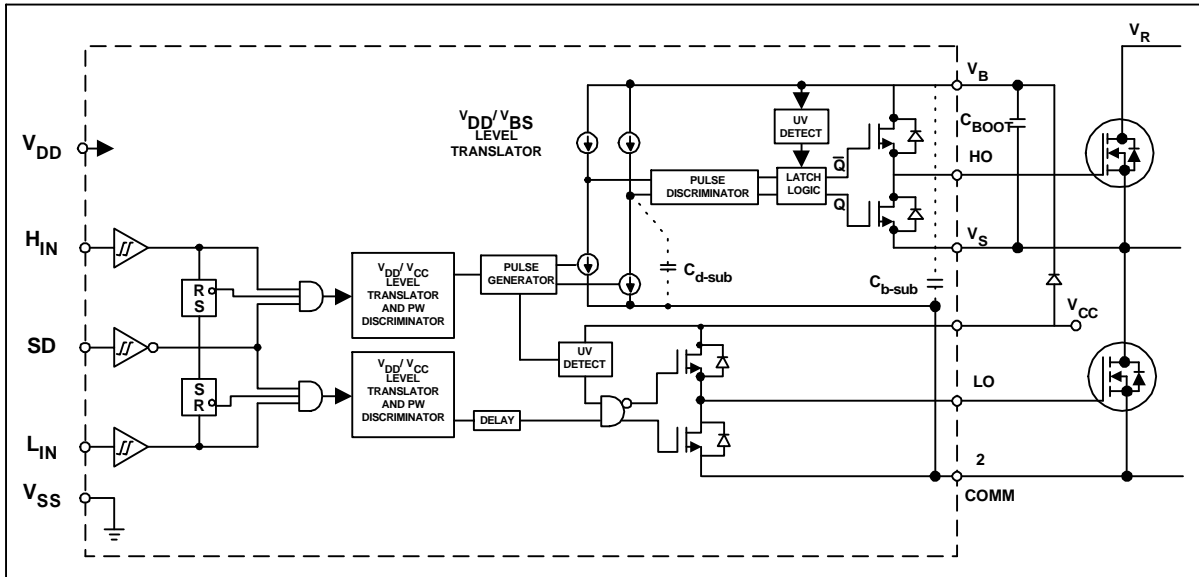 V_R
V_B
V_DD/ V_BS
LEVEL
TRANSLATOR
UV
DETECT
C_BOOT
V_DD
HO
PULSE
DISCRIMINATOR
LATCH
LOGIC
Q̅
Q
H_IN
V_S
R
S
V_DD/ V_CC
LEVEL
TRANSLATOR
AND PW
DISCRIMINATOR
PULSE
GENERATOR
C_d-sub
C_b-sub
V_CC
SD
UV
DETECT
S
R
V_DD/ V_CC
LEVEL
TRANSLATOR
AND PW
DISCRIMINATOR
LO
DELAY
L_IN
2
V_SS
COMM